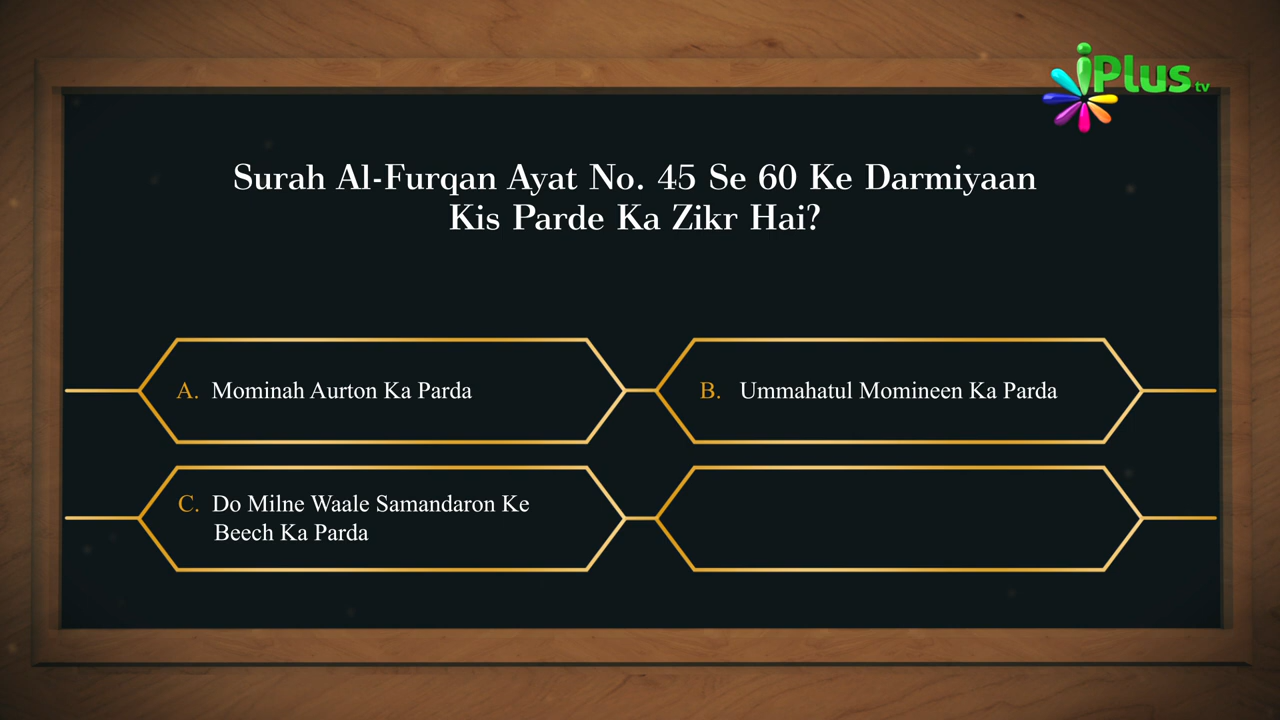 iPlus tv
Surah Al-Furqan Ayat No. 45 Se 60 Ke Darmiyaan
Kis Parde Ka Zikr Hai?
A. Mominah Aurton Ka Parda
B. Ummahatul Momineen Ka Parda
C. Do Milne Waale Samandaron Ke
Beech Ka Parda